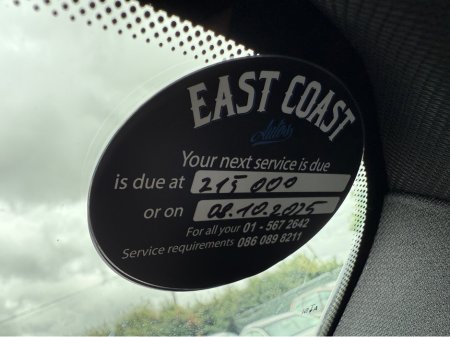 EAST COAST
Autos
Your next service is due
is due at 215 000
or on 08.10.2025
For all your 01 - 567 2642
Service requirements 086 089 8211